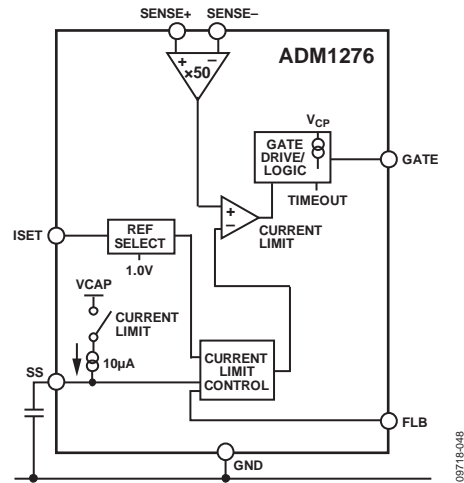 SENSE+ SENSE–
ADM1276
+ –
×50
VCP
GATE
DRIVE/
LOGIC
GATE
TIMEOUT
+
–
CURRENT
LIMIT
ISET
REF
SELECT
1.0V
VCAP
CURRENT
LIMIT
10µA
SS
CURRENT
LIMIT
CONTROL
FLB
GND
09718-048